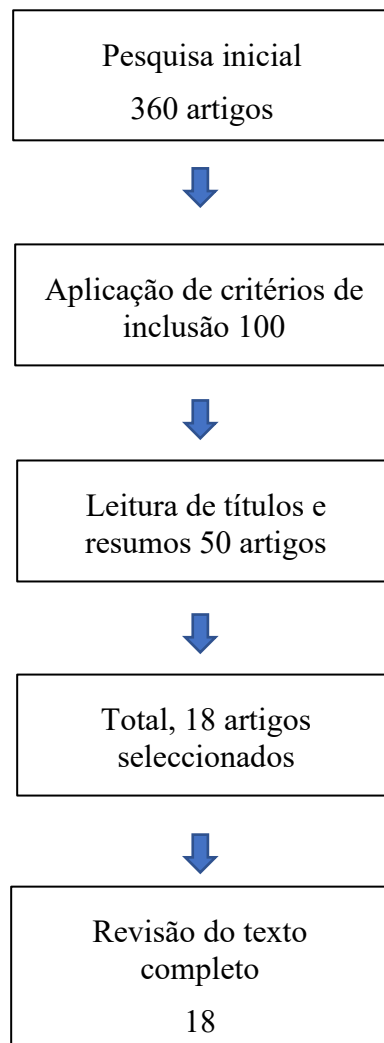 Pesquisa inicial
360 artigos
Aplicação de critérios de
inclusão 100
Leitura de títulos e
resumos 50 artigos
Total, 18 artigos
seleccionados
Revisão do texto
completo
18